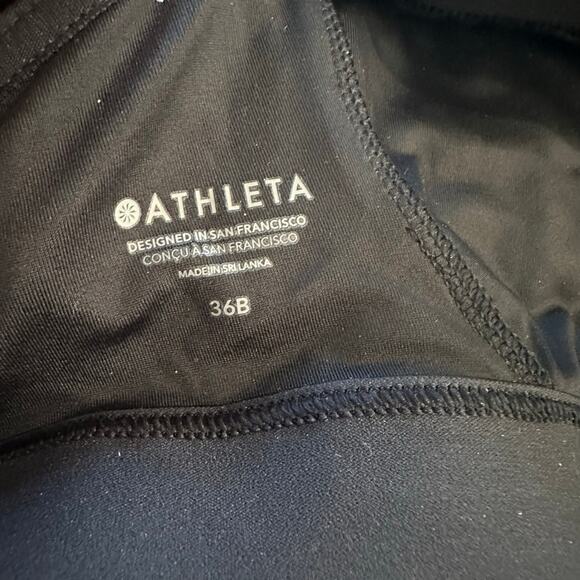 ATHLETA
DESIGNED IN SAN FRANCISCO
CONÇU À SAN FRANCISCO
MADE IN SRI LANKA
36B